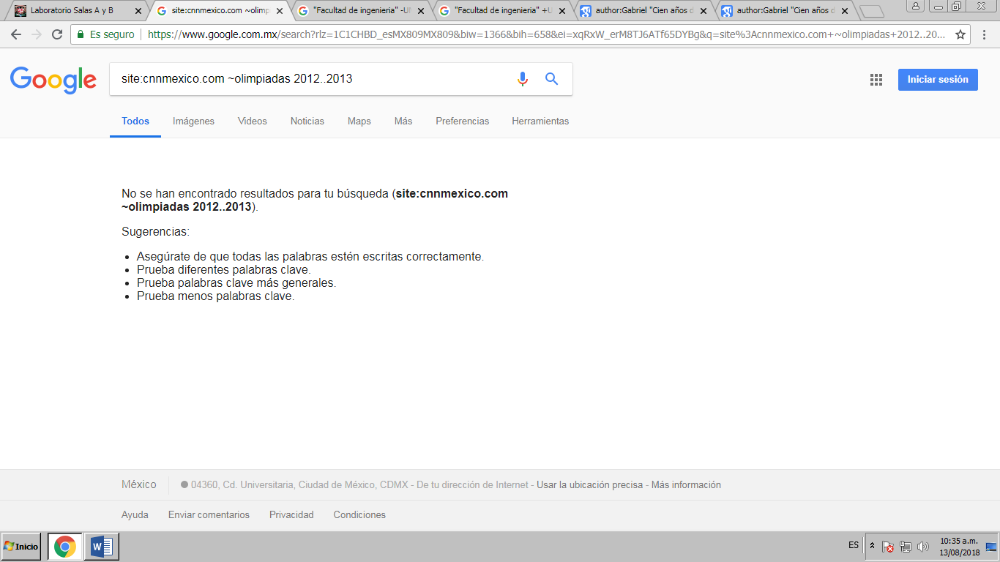 Laboratorio Salas A y B
site:cnnmexico.com ~olimp
"Facultad de ingenieria" -U
"Facultad de ingenieria" +U
author:Gabriel "Cien años d
author:Gabriel "Cien años d
Es seguro
https://www.google.com.mx/search?rlz=1C1CHBD_esMX809MX809&biw=1366&bih=658&ei=xqRxW_erM8TJ6ATf65DYBg&q=site%3Acnnmexico.com+~olimpiadas+2012..20...
Google
site:cnnmexico.com ~olimpiadas 2012..2013
Iniciar sesión
Todos Imágenes Videos Noticias Maps Más Preferencias Herramientas
No se han encontrado resultados para tu búsqueda (site:cnnmexico.com
~olimpiadas 2012..2013).
Sugerencias:
• Asegúrate de que todas las palabras estén escritas correctamente.
• Prueba diferentes palabras clave.
• Prueba palabras clave más generales.
• Prueba menos palabras clave.
México
04360, Cd. Universitaria, Ciudad de México, CDMX - De tu dirección de Internet - Usar la ubicación precisa - Más información
Ayuda Enviar comentarios Privacidad Condiciones
Inicio
W
ES
10:35 a.m.
13/08/2018